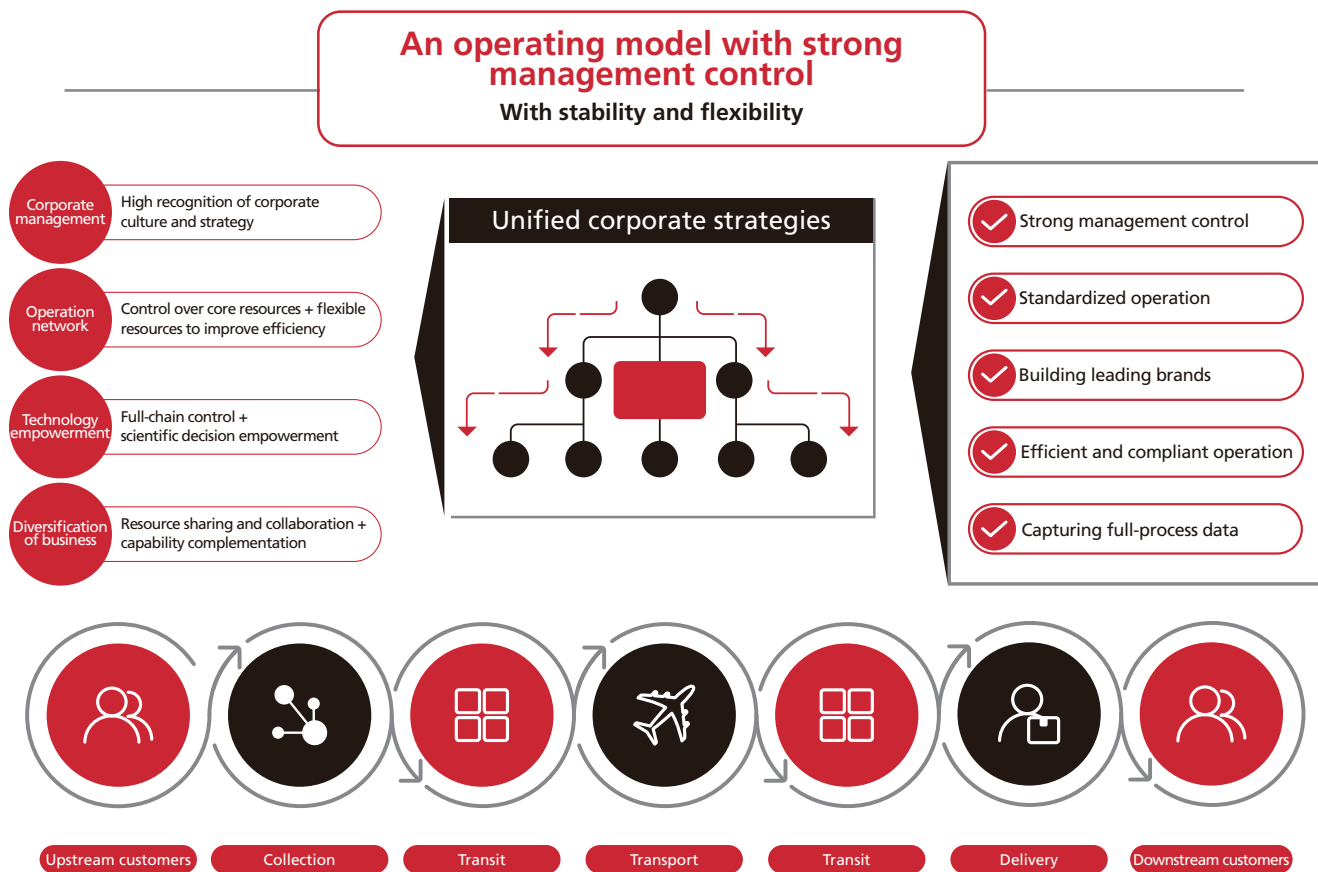 An operating model with strong
management control
With stability and flexibility
Corporate
management
High recognition of corporate
culture and strategy
Operation
network
Control over core resources + flexible
resources to improve efficiency
Technology
empowerment
Full-chain control +
scientific decision empowerment
Diversification
of business
Resource sharing and collaboration +
capability complementation
Unified corporate strategies
Strong management control
Standardized operation
Building leading brands
Efficient and compliant operation
Capturing full-process data
Upstream customers
Collection
Transit
Transport
Transit
Delivery
Downstream customers